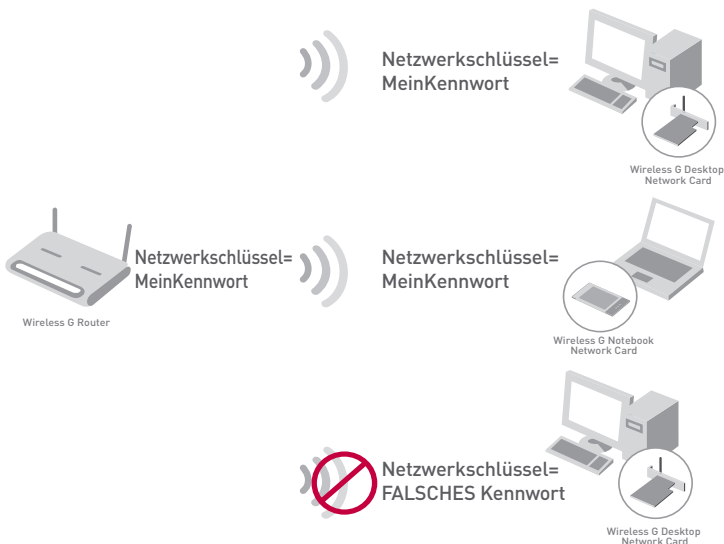 Netzwerkschlüssel=
MeinKennwort
Wireless G Desktop
Network Card
Netzwerkschlüssel=
MeinKennwort
Wireless G Router
Netzwerkschlüssel=
MeinKennwort
Wireless G Notebook
Network Card
Netzwerkschlüssel=
FALSCHES Kennwort
Wireless G Desktop
Network Card